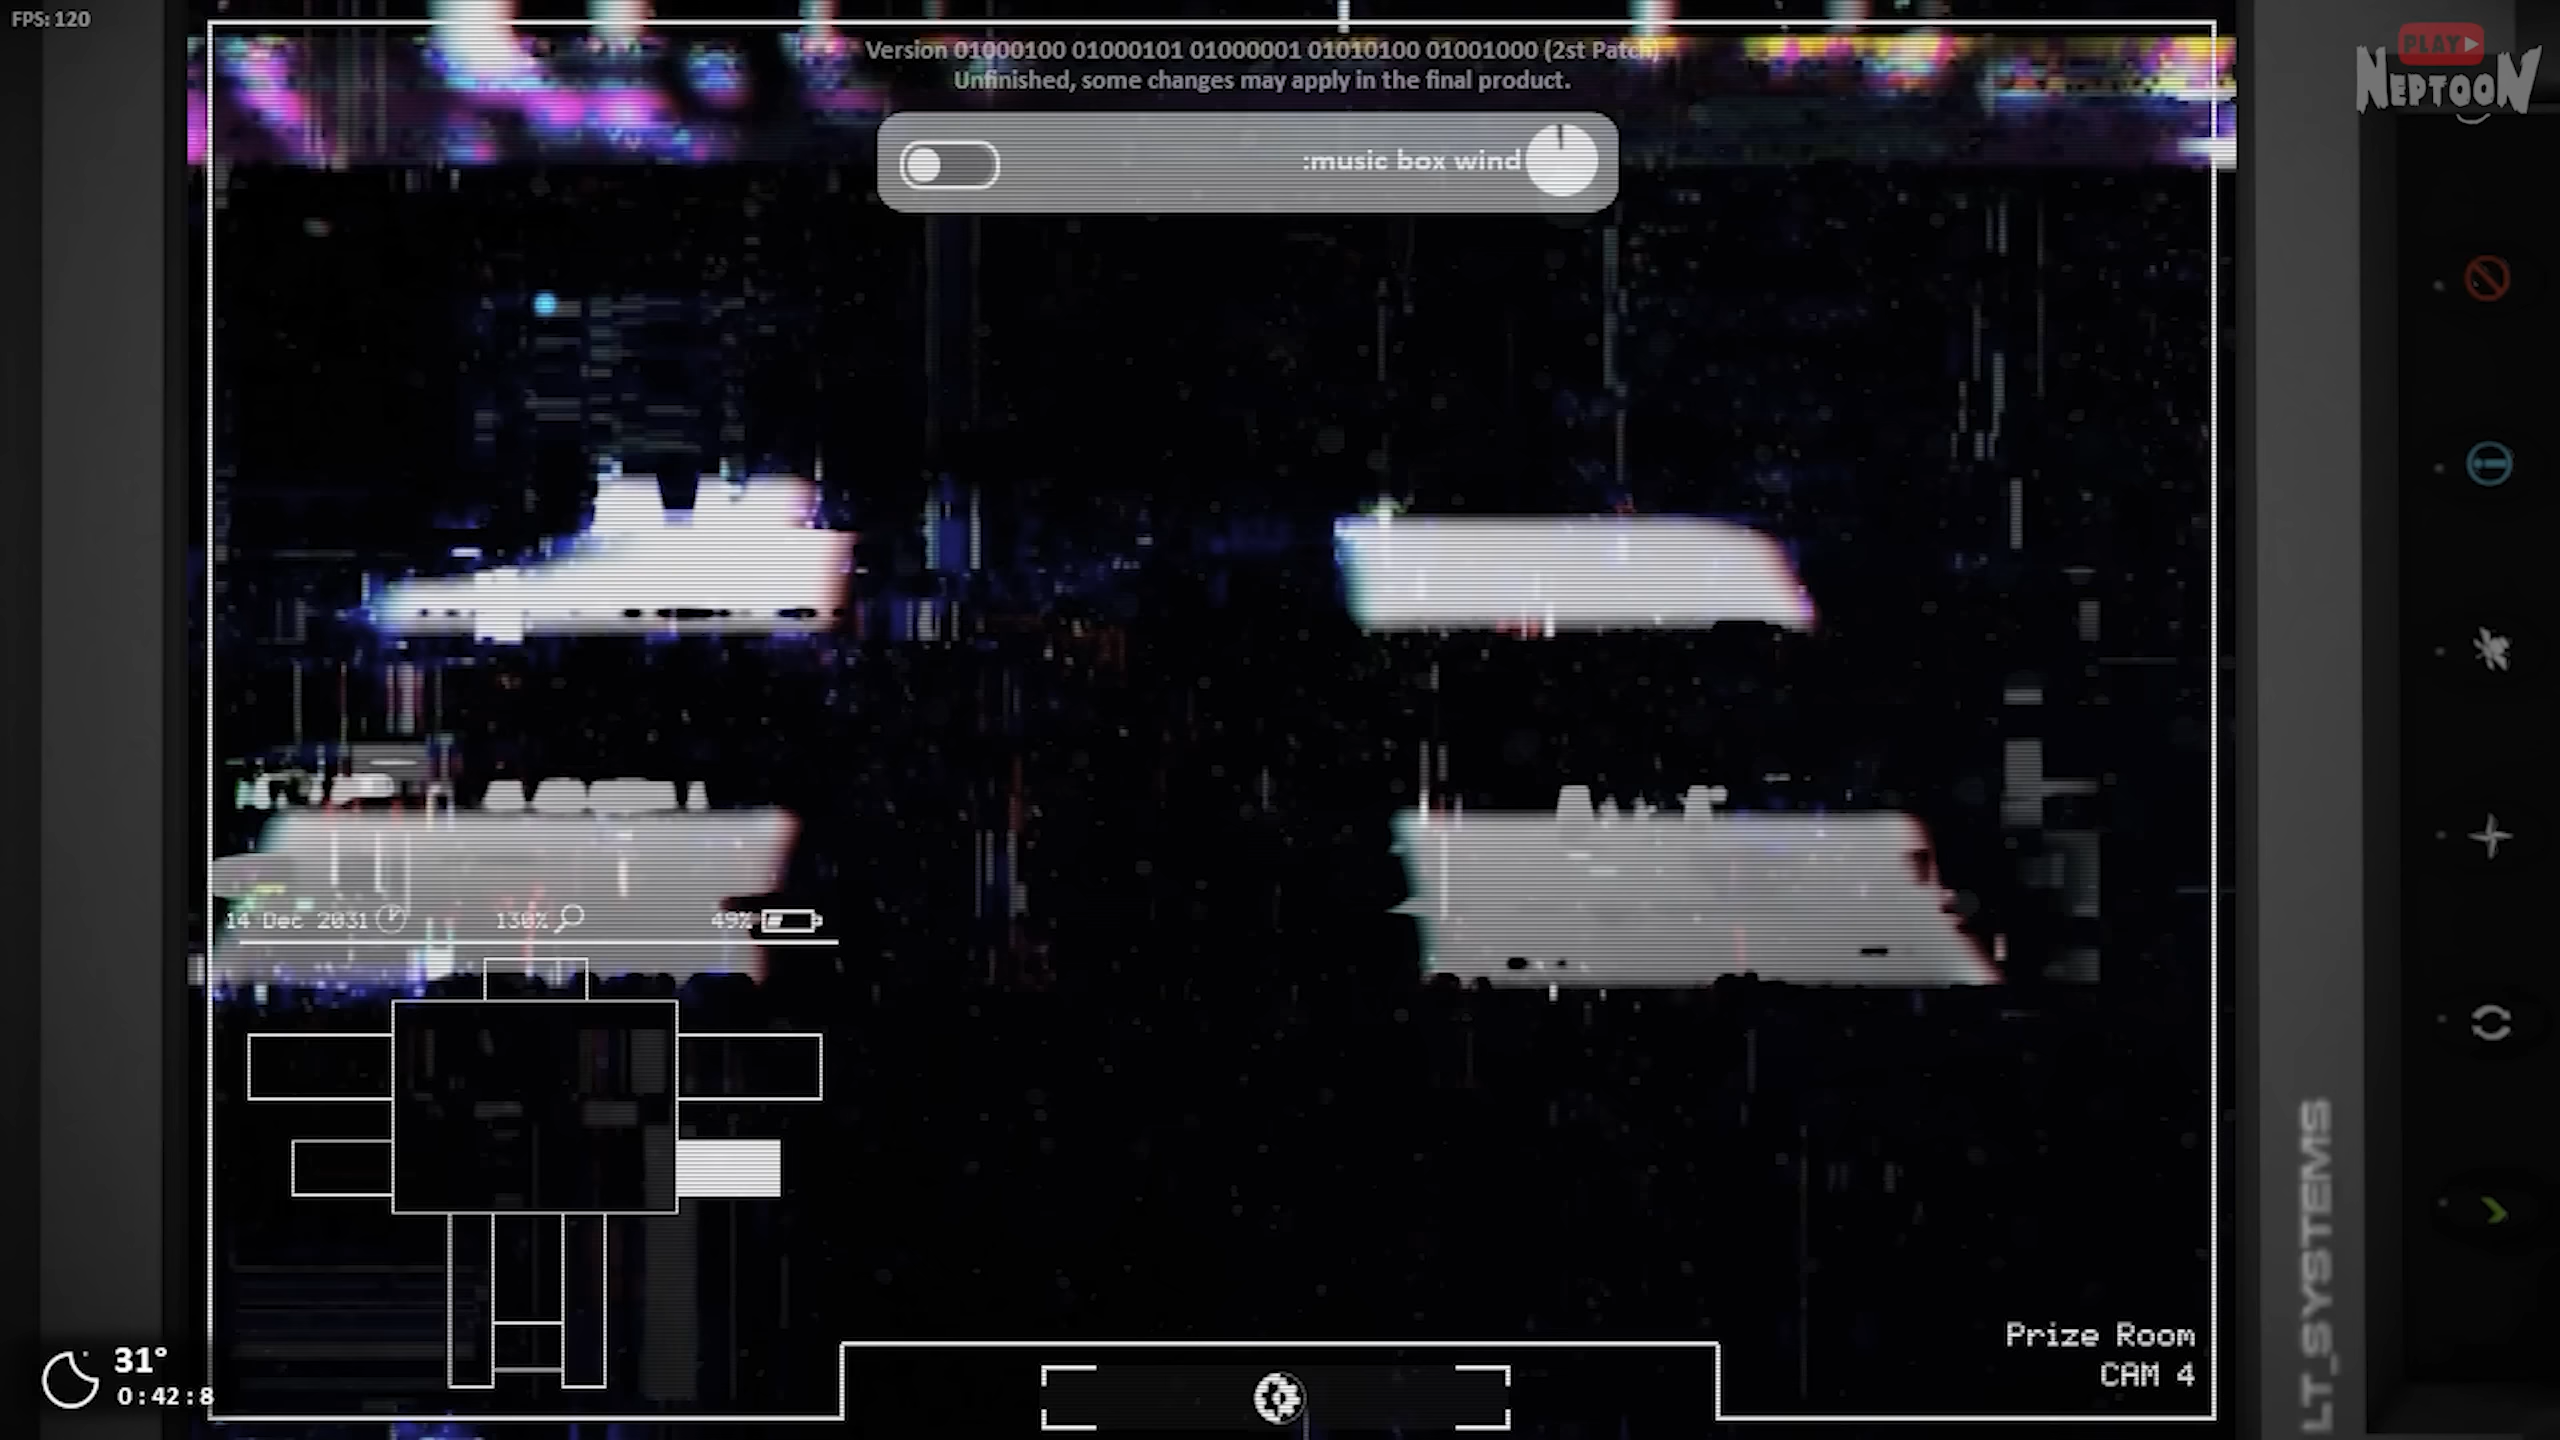 FPS: 120
Version 01000100 01000101 01000001 01010100 01001000 (2st Patch)
Unfinished, some changes may apply in the final product.
PLAY
NEPTOON
:music box wind
14 Dec 2031
130%
49%
31°
0:42:8
Prize Room
CAM 4
LT_SYSTEMS